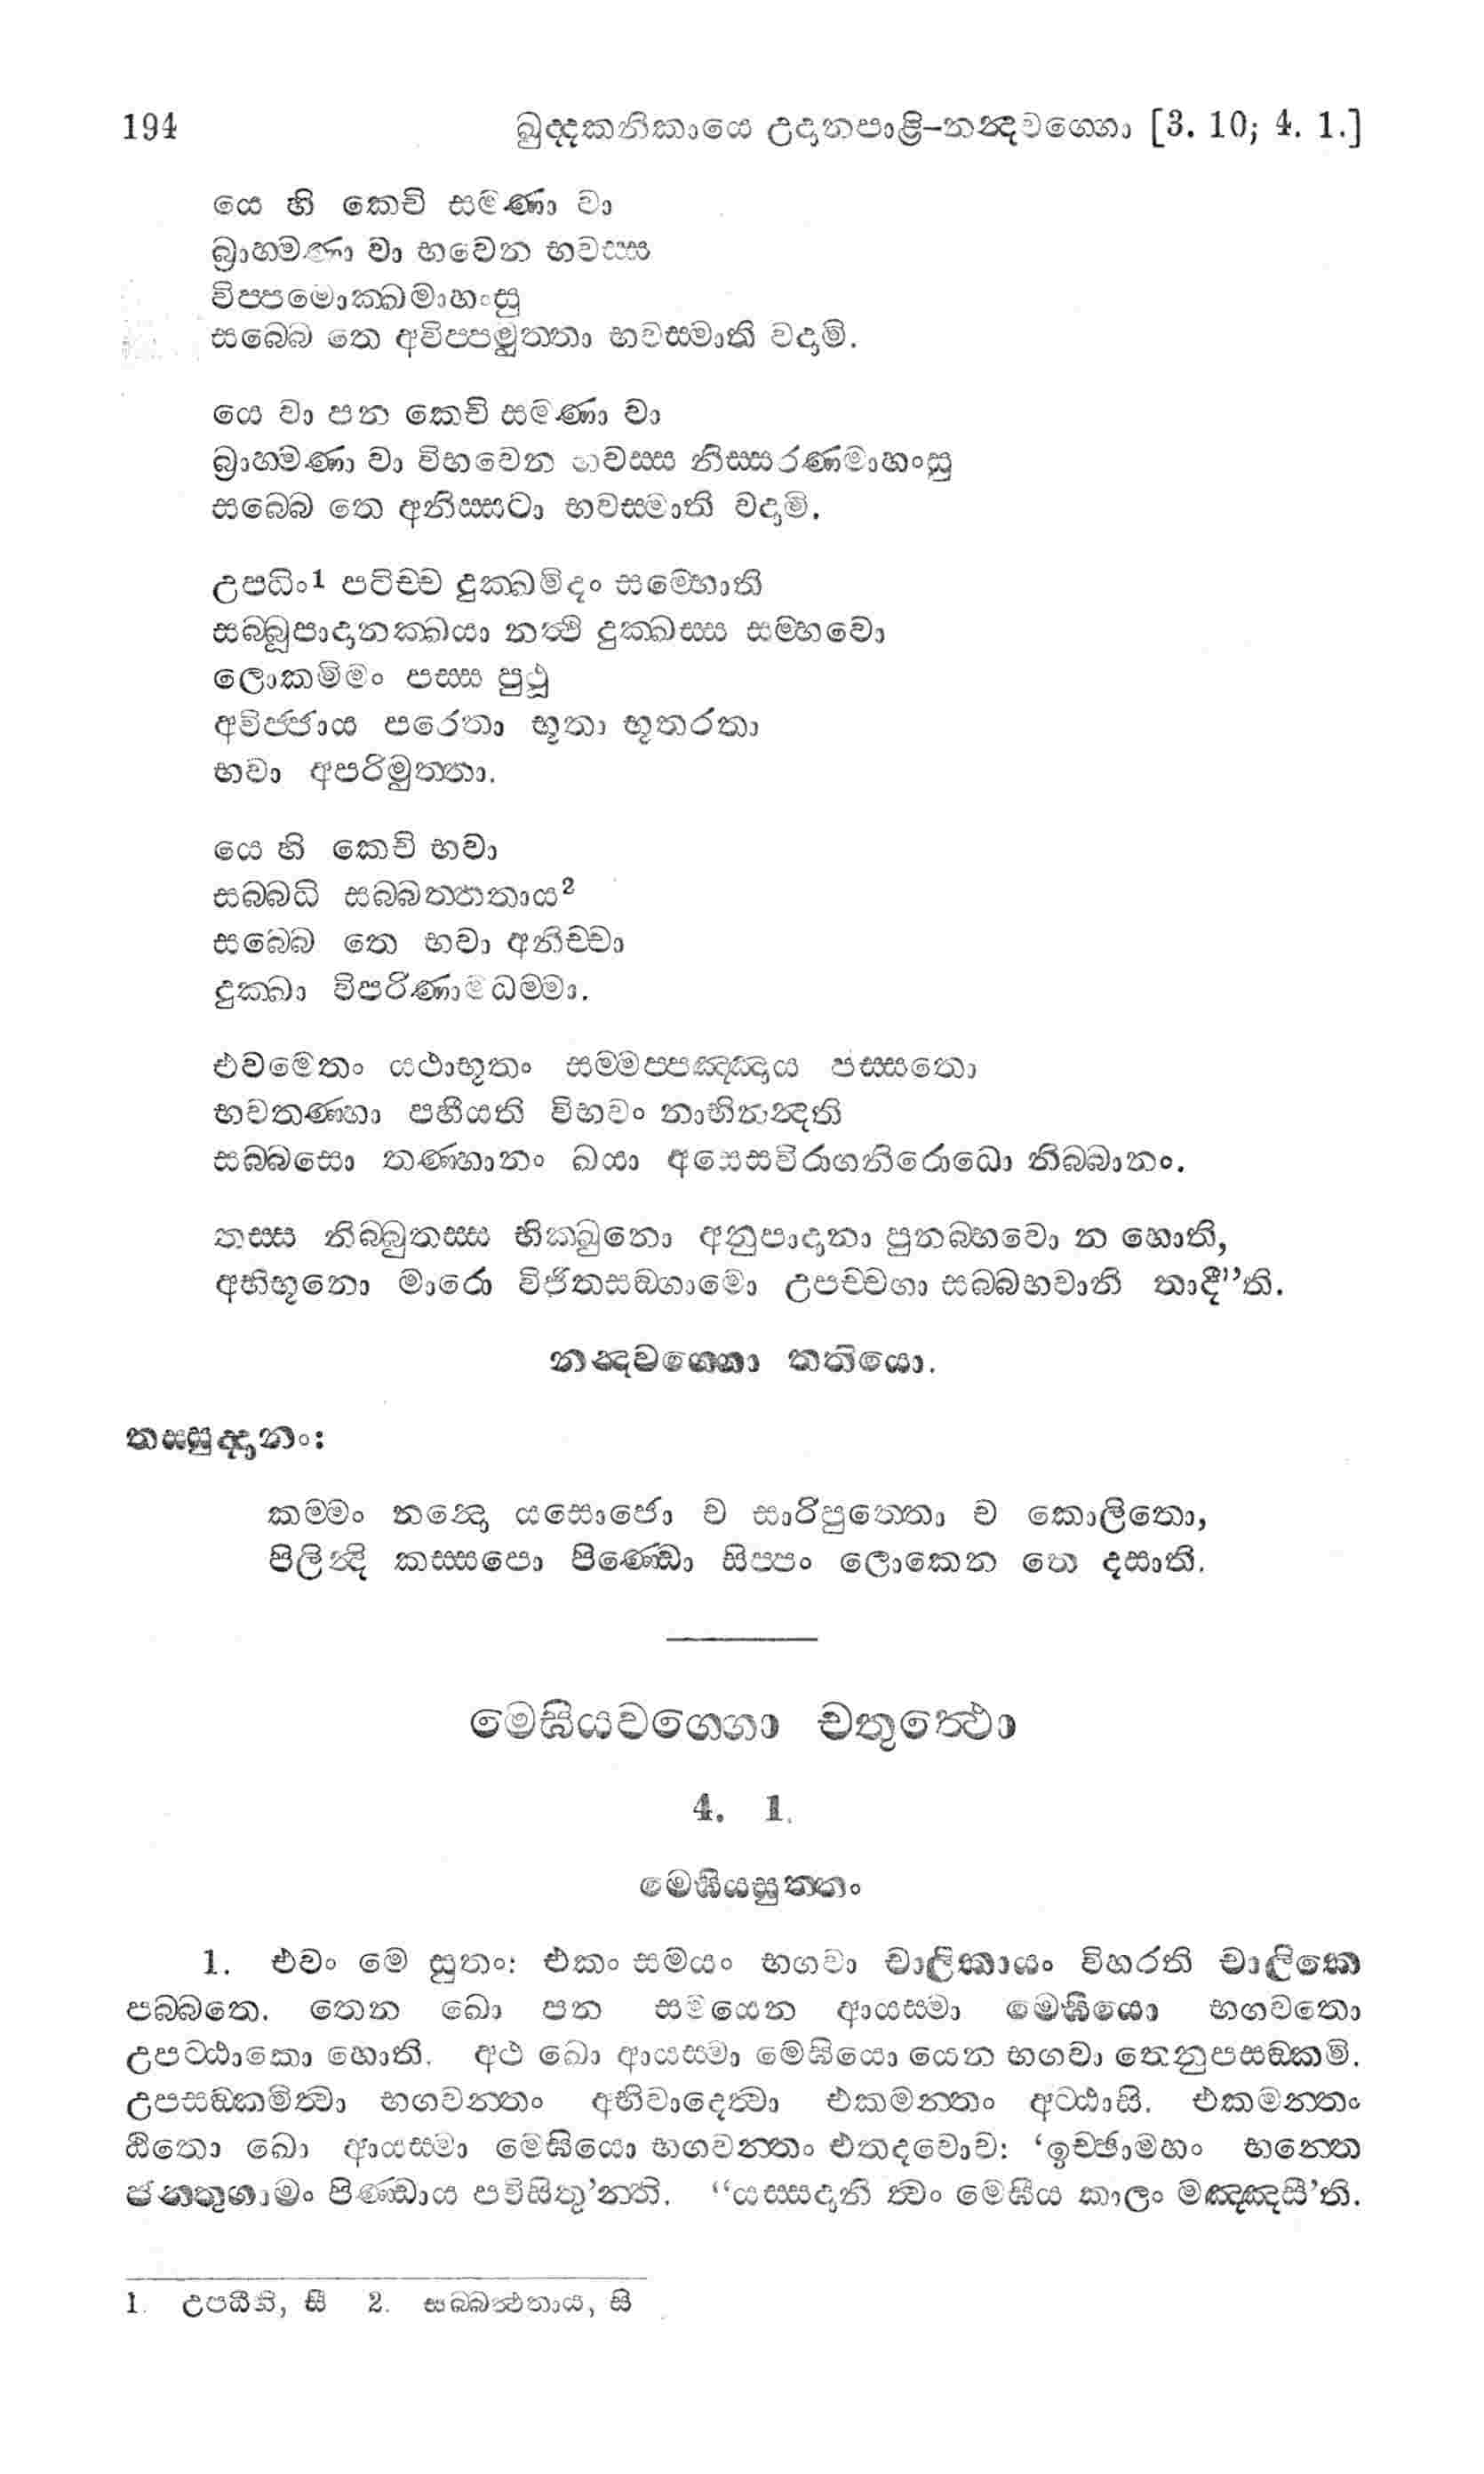 194 ඛුද්දකනිකායෙ උදානපාළි–නන්දවග්ගො [3. 10; 4. 1.]
යෙ හි කෙචි සමණා වා
බ්‍රාහමණා වා භවෙන භවස්ස
විප්පමොක්ඛමාහංසු
සබ්බෙ තෙ අවිප්පමුත්තා භවස්මාති වදාමි.
යෙ වා පන කෙචි සමණා වා
බ්‍රාහමණා වා විභවෙන භවස්ස නිස්සරණමාහංසු
සබ්බෙ තෙ අනිස්සටා භවස්මාති වදාමි.
උපධිං1 පටිච්ච දුක්ඛමිදං සම්භොති
සබ්බූපාදානක්ඛයා නත්ථි දුක්ඛස්ස සම්භවො
ලොකමිමං පස්ස පුථූ
අවිජ්ජාය පරෙතා භූතා භූතරතා
භවා අපරිමුත්තා.
යෙ හි කෙචි භවා
සබ්බධි සබ්බත්තතාය2
සබ්බෙ තෙ භවා අනිච්චා
දුක්ඛා විපරිණාමධම්මා.
එවමෙතං යථාභූතං සම්මප්පඤ්ඤාය පස්සතො
භවතණ්හා පහීයති විභවං නාභිනන්දති
සබ්බසො තණ්හානං ඛයා අසෙසවිරාගනිරොධො නිබ්බානං.
තස්ස නිබ්බුතස්ස භික්ඛුනො අනුපාදානා පුනබ්භවො න හොති,
අභිභූතො මාරො විජිතසඞ්ගාමො උපච්චගා සබ්බභවානි තාදී”ති.
නන්දවග්ගො තතියො.
තස්සුද්දානං:
කම්මං නන්දො යසොජො ච සාරිපුත්තො ච කොලිතො,
පිලින්දි කස්සපො පිණ්ඩො සිප්පං ලොකෙන තෙ දසාති.
මෙඝියවග්ගො චතුත්ථො
4. 1.
මෙඝියසුත්තං
1. එවං මෙ සුතං: එකං සමයං භගවා චාලිකායං විහරති චාලිකෙ
පබ්බතෙ. තෙන ඛො පන සමයෙන ආයස්මා මෙඝියො භගවතො
උපට්ඨාකො හොති. අථ ඛො ආයස්මා මෙඝියො යෙන භගවා තෙනුපසඞ්කමි.
උපසඞ්කමිත්වා භගවන්තං අභිවාදෙත්වා එකමන්තං අට්ඨාසි. එකමන්තං
ඨිතො ඛො ආයස්මා මෙඝියො භගවන්තං එතදවොච: ‘ඉච්ඡාමහං භන්තෙ
ජන්තුගාමං පිණ්ඩාය පවිසිතු’න්ති. “යස්සදානි ත්වං මෙඝිය කාලං මඤ්ඤසී’ති.
1. උපධීති, සී 2. සබ්බත්ථතාය, සි